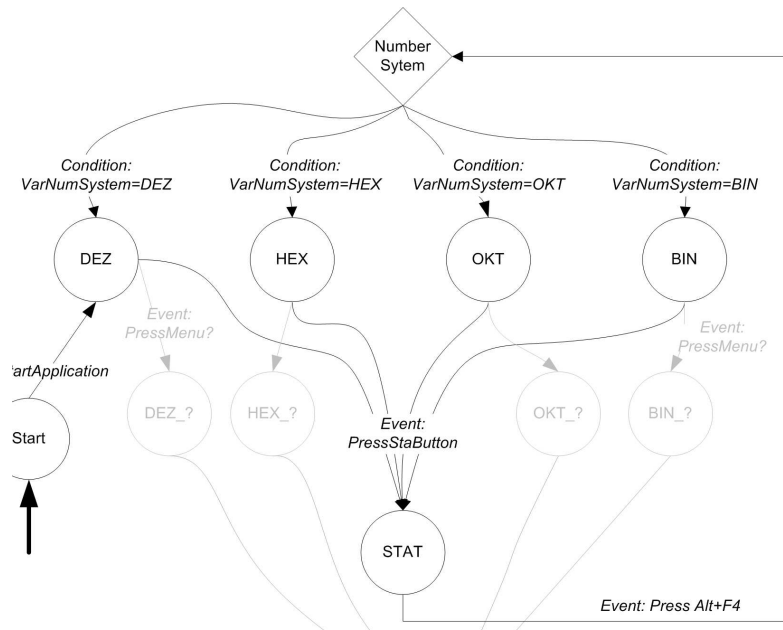 Number
Sytem
Condition:
VarNumSystem=DEZ
Condition:
VarNumSystem=HEX
Condition:
VarNumSystem=OKT
Condition:
VarNumSystem=BIN
DEZ
HEX
OKT
BIN
Event:
PressMenu?
Event:
PressMenu?
artApplication
DEZ_?
HEX_?
OKT_?
BIN_?
Start
Event:
PressStaButton
STAT
Event: Press Alt+F4